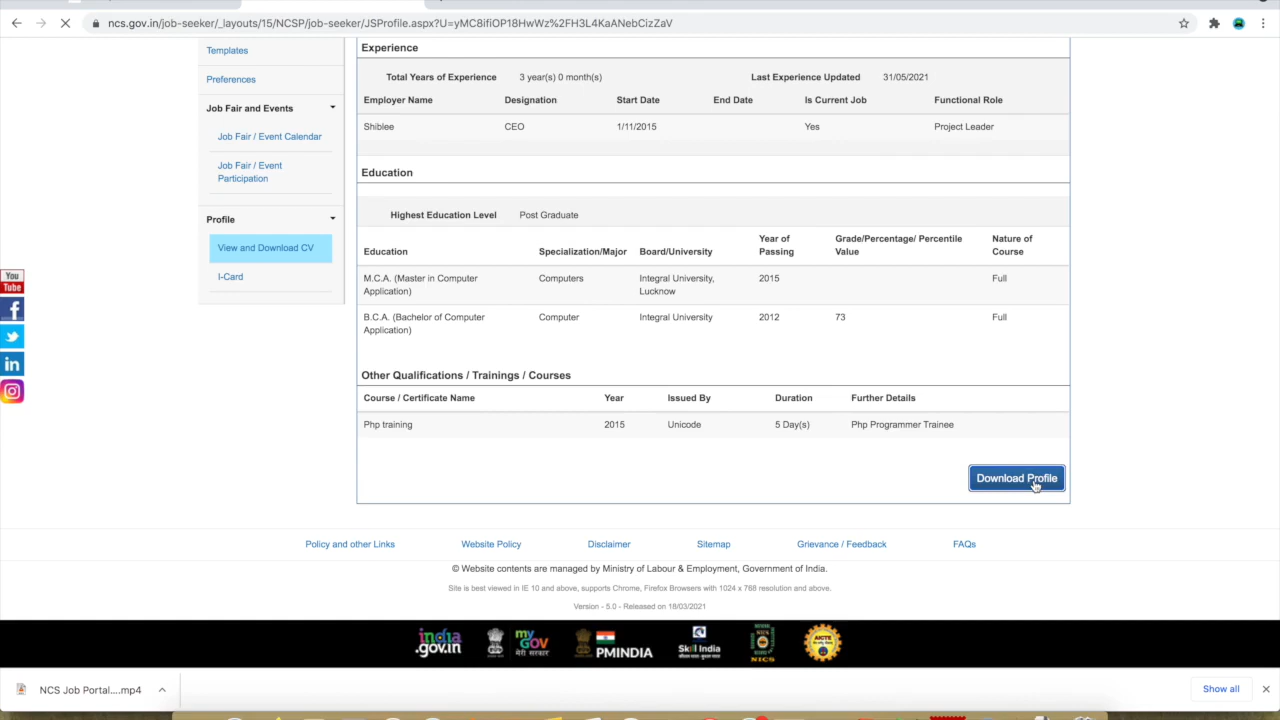 ncs.gov.in/job-seeker/_layouts/15/NCSP/job-seeker/JSProfile.aspx?U=yMC8ifiOP18HwWz%2FH3L4KaANebCizZaV
Templates
Preferences
Job Fair and Events
Job Fair / Event Calendar
Job Fair / Event
Participation
Profile
View and Download CV
I-Card
You
Tube
Experience
Total Years of Experience 3 year(s) 0 month(s) Last Experience Updated 31/05/2021
Employer Name Designation Start Date End Date Is Current Job Functional Role
Shiblee CEO 1/11/2015 Yes Project Leader
Education
Highest Education Level Post Graduate
Education Specialization/Major Board/University Year of Passing Grade/Percentage/ Percentile Value Nature of Course
M.C.A. (Master in Computer Application) Computers Integral University, Lucknow 2015 Full
B.C.A. (Bachelor of Computer Application) Computer Integral University 2012 73 Full
Other Qualifications / Trainings / Courses
Course / Certificate Name Year Issued By Duration Further Details
Php training 2015 Unicode 5 Day(s) Php Programmer Trainee
Download Profile
Policy and other Links Website Policy Disclaimer Sitemap Grievance / Feedback FAQs
© Website contents are managed by Ministry of Labour & Employment, Government of India.
Site is best viewed in IE 10 and above, supports Chrome, Firefox Browsers with 1024 x 768 resolution and above.
Version - 5.0 - Released on 18/03/2021
india.gov.in myGov मेरी सरकार PMINDIA Skill India NICS AICTE
NCS Job Portal....mp4 Show all